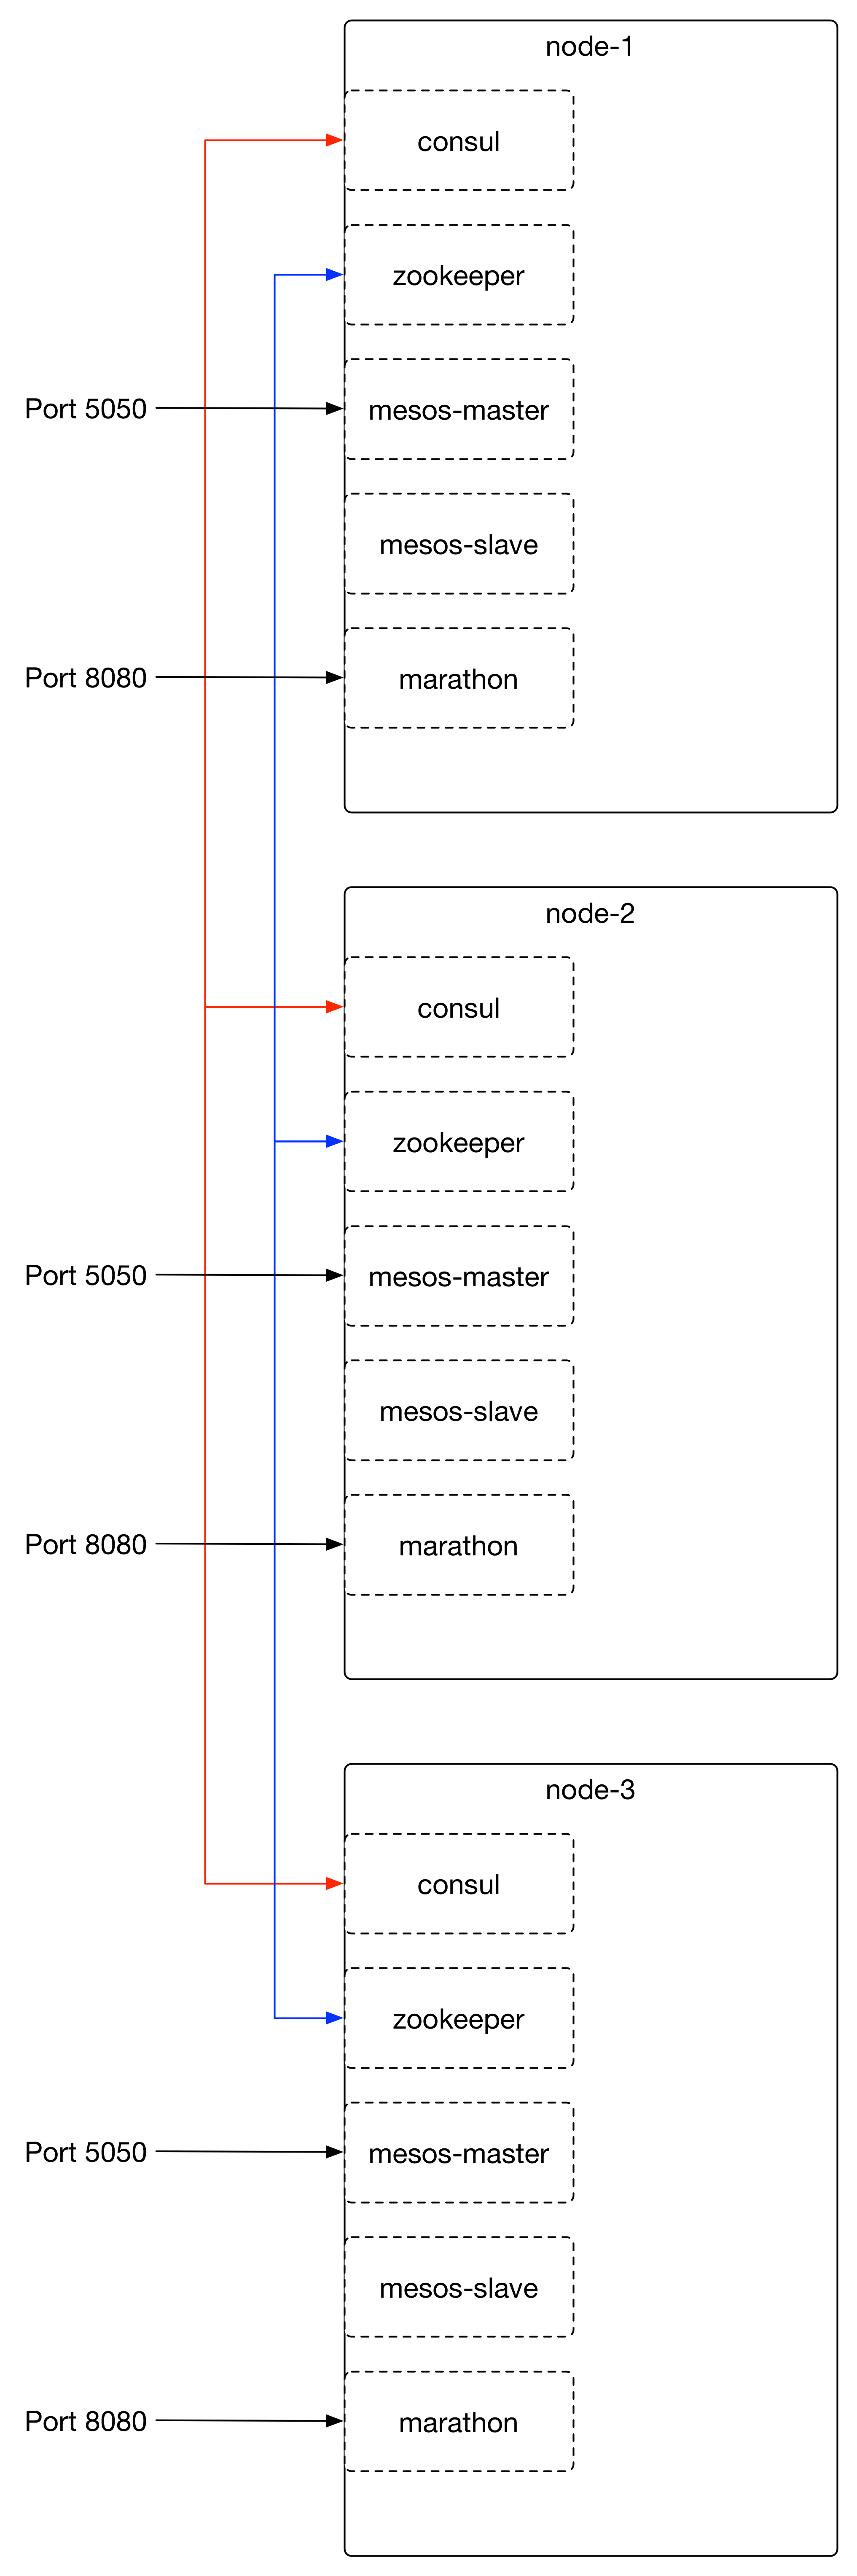 node-1
consul
zookeeper
Port 5050
mesos-master
mesos-slave
Port 8080
marathon
node-2
consul
zookeeper
Port 5050
mesos-master
mesos-slave
Port 8080
marathon
node-3
consul
zookeeper
Port 5050
mesos-master
mesos-slave
Port 8080
marathon